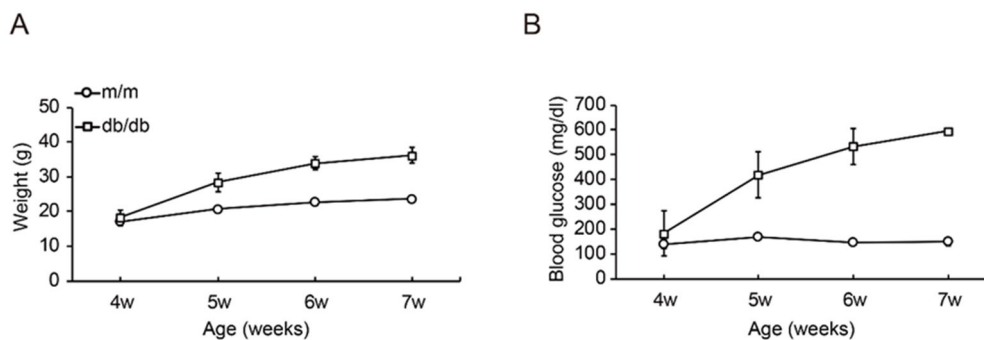 A
m/m
db/db
50
40
30
20
10
0
Weight (g)
4w 5w 6w 7w
Age (weeks)
B
700
600
500
400
300
200
100
0
Blood glucose (mg/dl)
4w 5w 6w 7w
Age (weeks)